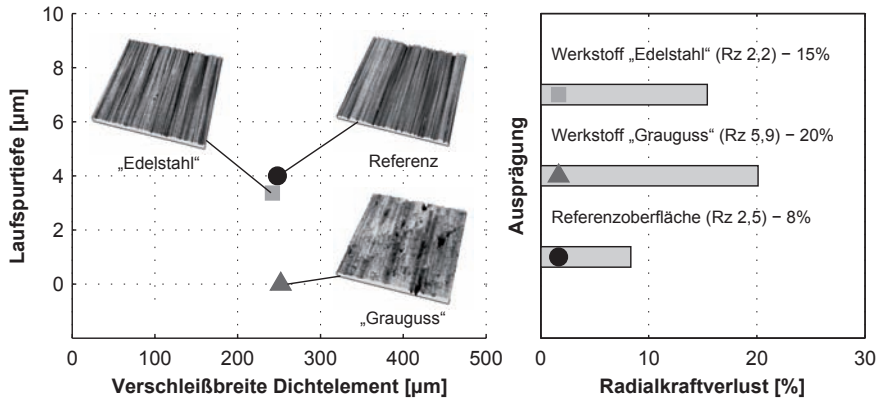 Laufspurtiefe [µm]
10
8
6
4
2
0
0
100
200
300
400
500
Verschleißbreite Dichtelement [µm]
„Edelstahl“
Referenz
„Grauguss“
Ausprägung
Werkstoff „Edelstahl“ (Rz 2,2) – 15%
Werkstoff „Grauguss“ (Rz 5,9) – 20%
Referenzoberfläche (Rz 2,5) – 8%
0
10
20
30
Radialkraftverlust [%]